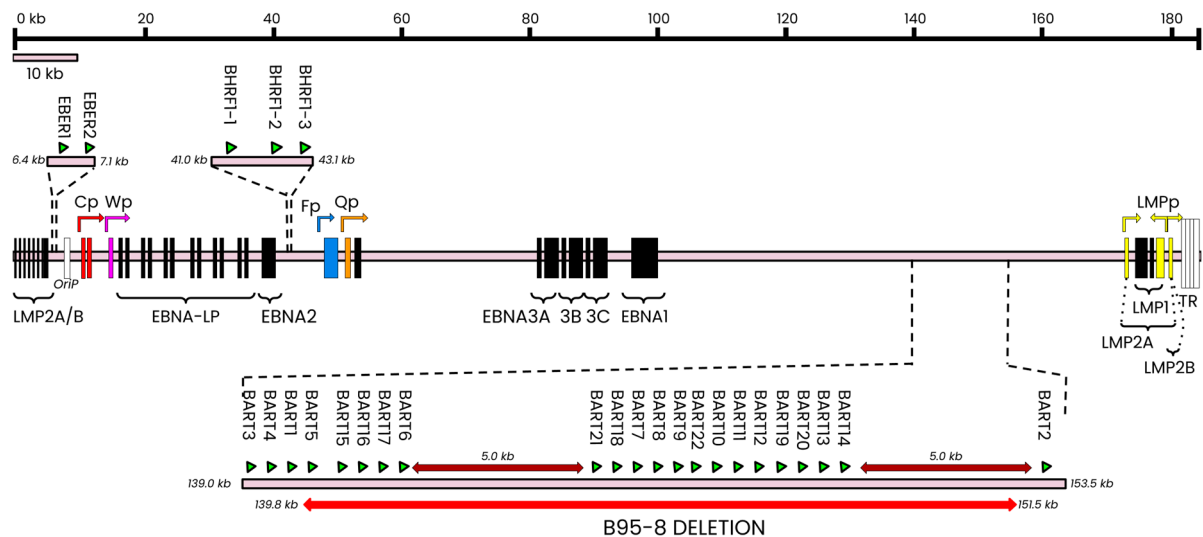 0 kb 20 40 60 80 100 140 160 180
10 kb
EBER1 EBER2
BHRF1-1 BHRF1-2 BHRF1-3
6.4 kb 7.1 kb
41.0 kb 43.1 kb
Cp Wp Fp Qp LMPp
OriP
LMP2A/B EBNA-LP EBNA2 EBNA3A 3B 3C EBNA1 LMP1 TR
LMP2A
LMP2B
BART3 BART4 BART1 BART5 BART15 BART16 BART17 BART6 BART21 BART18 BART7 BART8 BART9 BART22 BART10 BART11 BART12 BART19 BART20 BART13 BART14 BART2
5.0 kb 5.0 kb
139.0 kb 153.5 kb
139.8 kb 151.5 kb
B95-8 DELETION